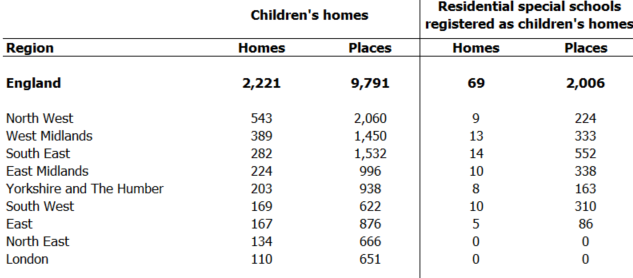 Children's homes Residential special schools registered as children's homes
Region Homes Places Homes Places
England 2,221 9,791 69 2,006
North West 543 2,060 9 224
West Midlands 389 1,450 13 333
South East 282 1,532 14 552
East Midlands 224 996 10 338
Yorkshire and The Humber 203 938 8 163
South West 169 622 10 310
East 167 876 5 86
North East 134 666 0 0
London 110 651 0 0